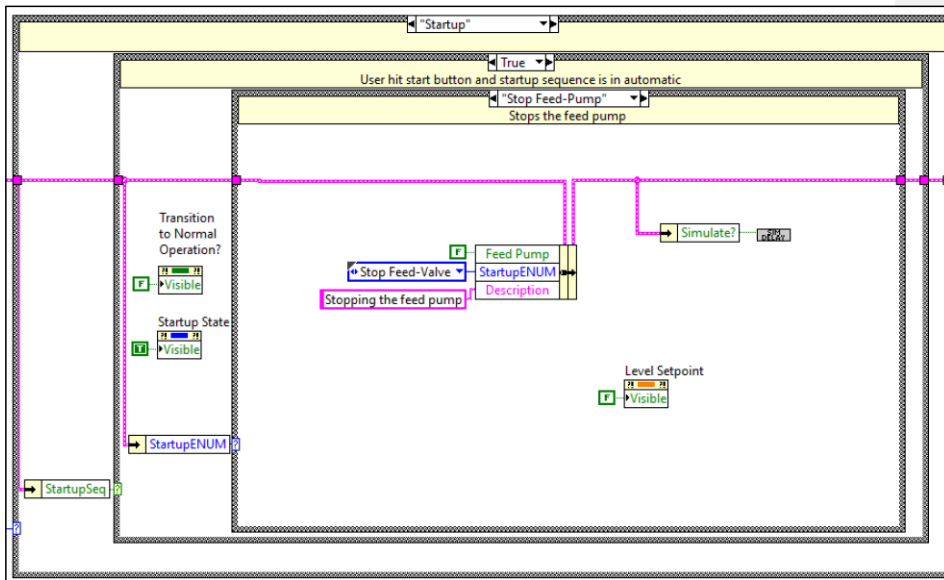 "Startup"
True
User hit start button and startup sequence is in automatic
"Stop Feed-Pump"
Stops the feed pump
Transition
to Normal
Operation?
F
Visible
Startup State
T
Visible
F
Feed Pump
Stop Feed-Valve
StartupENUM
Stopping the feed pump
Description
Simulate?
SIM
DELAY
Level Setpoint
F
Visible
StartupENUM
?
StartupSeq
?
?